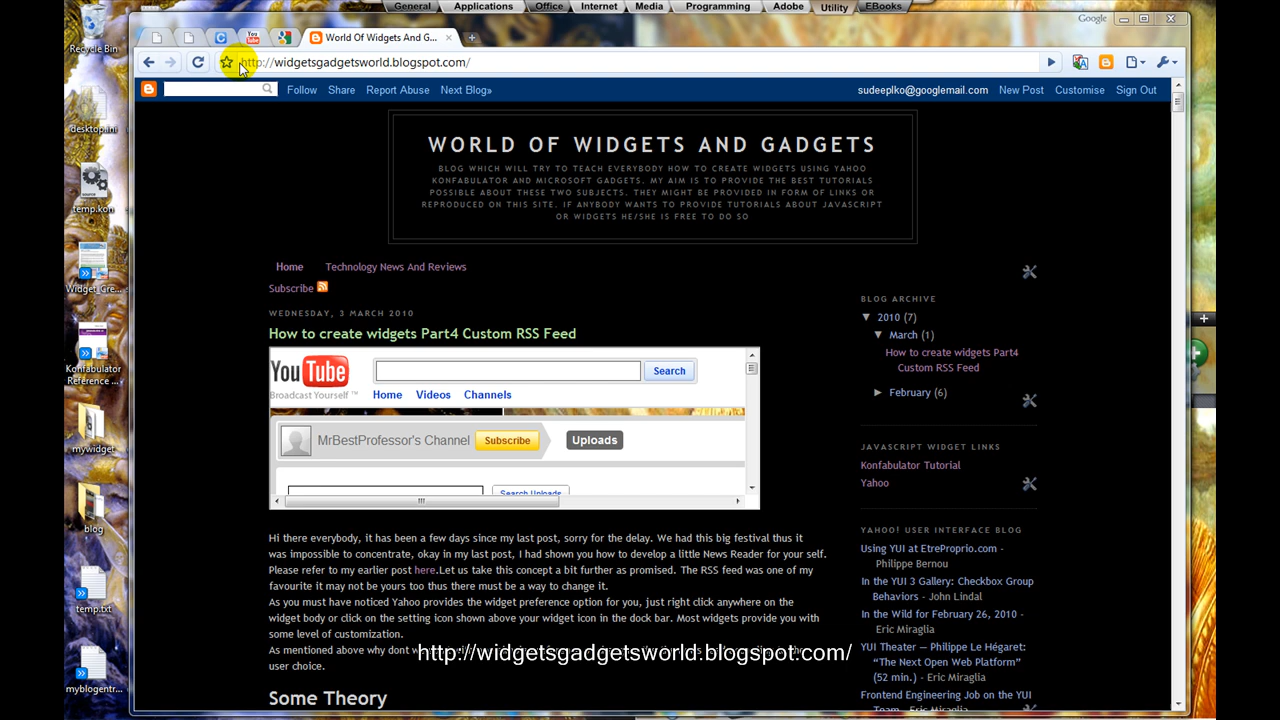 General Applications Office Internet Media Programming Adobe Utility EBooks
Google
World Of Widgets And G...
http://widgetsgadgetsworld.blogspot.com/
Follow Share Report Abuse Next Blog»
sudeeplko@googlemail.com New Post Customise Sign Out
Recycle Bin
desktop.ini
temp.kon
Widget_Cre...
Konfabulator
Reference ...
mywidget
blog
temp.txt
myblogentr...
WORLD OF WIDGETS AND GADGETS
BLOG WHICH WILL TRY TO TEACH EVERYBODY HOW TO CREATE WIDGETS USING YAHOO
KONFABULATOR AND MICROSOFT GADGETS. MY AIM IS TO PROVIDE THE BEST TUTORIALS
POSSIBLE ABOUT THESE TWO SUBJECTS. THEY MIGHT BE PROVIDED IN FORM OF LINKS OR
REPRODUCED ON THIS SITE. IF ANYBODY WANTS TO PROVIDE TUTORIALS ABOUT JAVASCRIPT
OR WIDGETS HE/SHE IS FREE TO DO SO
Home Technology News And Reviews
Subscribe
WEDNESDAY, 3 MARCH 2010
How to create widgets Part4 Custom RSS Feed
YouTube
Search
Broadcast Yourself ™
Home Videos Channels
MrBestProfessor's Channel Subscribe Uploads
Search Uploads
Hi there everybody, it has been a few days since my last post, sorry for the delay. We had this big festival thus it
was impossible to concentrate, okay in my last post, I had shown you how to develop a little News Reader for your self.
Please refer to my earlier post here.Let us take this concept a bit further as promised. The RSS feed was one of my
favourite it may not be yours too thus there must be a way to change it.
As you must have noticed Yahoo provides the widget preference option for you, just right click anywhere on the
widget body or click on the setting icon shown above your widget icon in the dock bar. Most widgets provide you with
some level of customization.
As mentioned above why dont
user choice.
http://widgetsgadgetsworld.blogspot.com/
Some Theory
BLOG ARCHIVE
▼ 2010 (7)
▼ March (1)
How to create widgets Part4
Custom RSS Feed
► February (6)
JAVASCRIPT WIDGET LINKS
Konfabulator Tutorial
Yahoo
YAHOO! USER INTERFACE BLOG
Using YUI at EtreProprio.com -
Philippe Bernou
In the YUI 3 Gallery: Checkbox Group
Behaviors - John Lindal
In the Wild for February 26, 2010 -
Eric Miraglia
YUI Theater — Philippe Le Hégaret:
“The Next Open Web Platform”
(52 min.) - Eric Miraglia
Frontend Engineering Job on the YUI